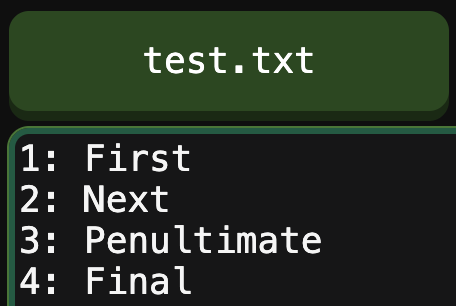 test.txt
1: First
2: Next
3: Penultimate
4: Final